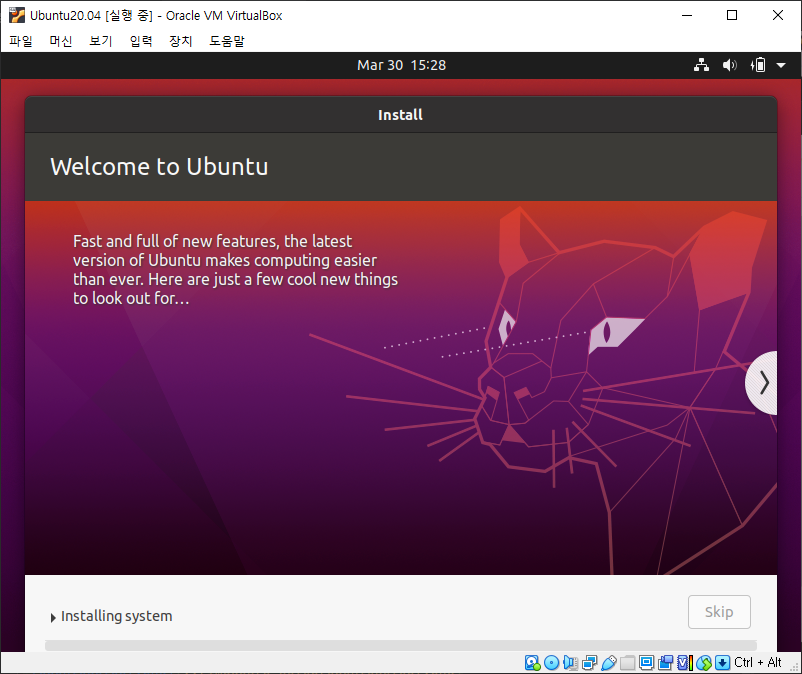 Ubuntu20.04 [실행 중] - Oracle VM VirtualBox
파일 머신 보기 입력 장치 도움말
Mar 30 15:28
Install
Welcome to Ubuntu
Fast and full of new features, the latest
version of Ubuntu makes computing easier
than ever. Here are just a few cool new things
to look out for…
Installing system
Skip
Ctrl + Alt